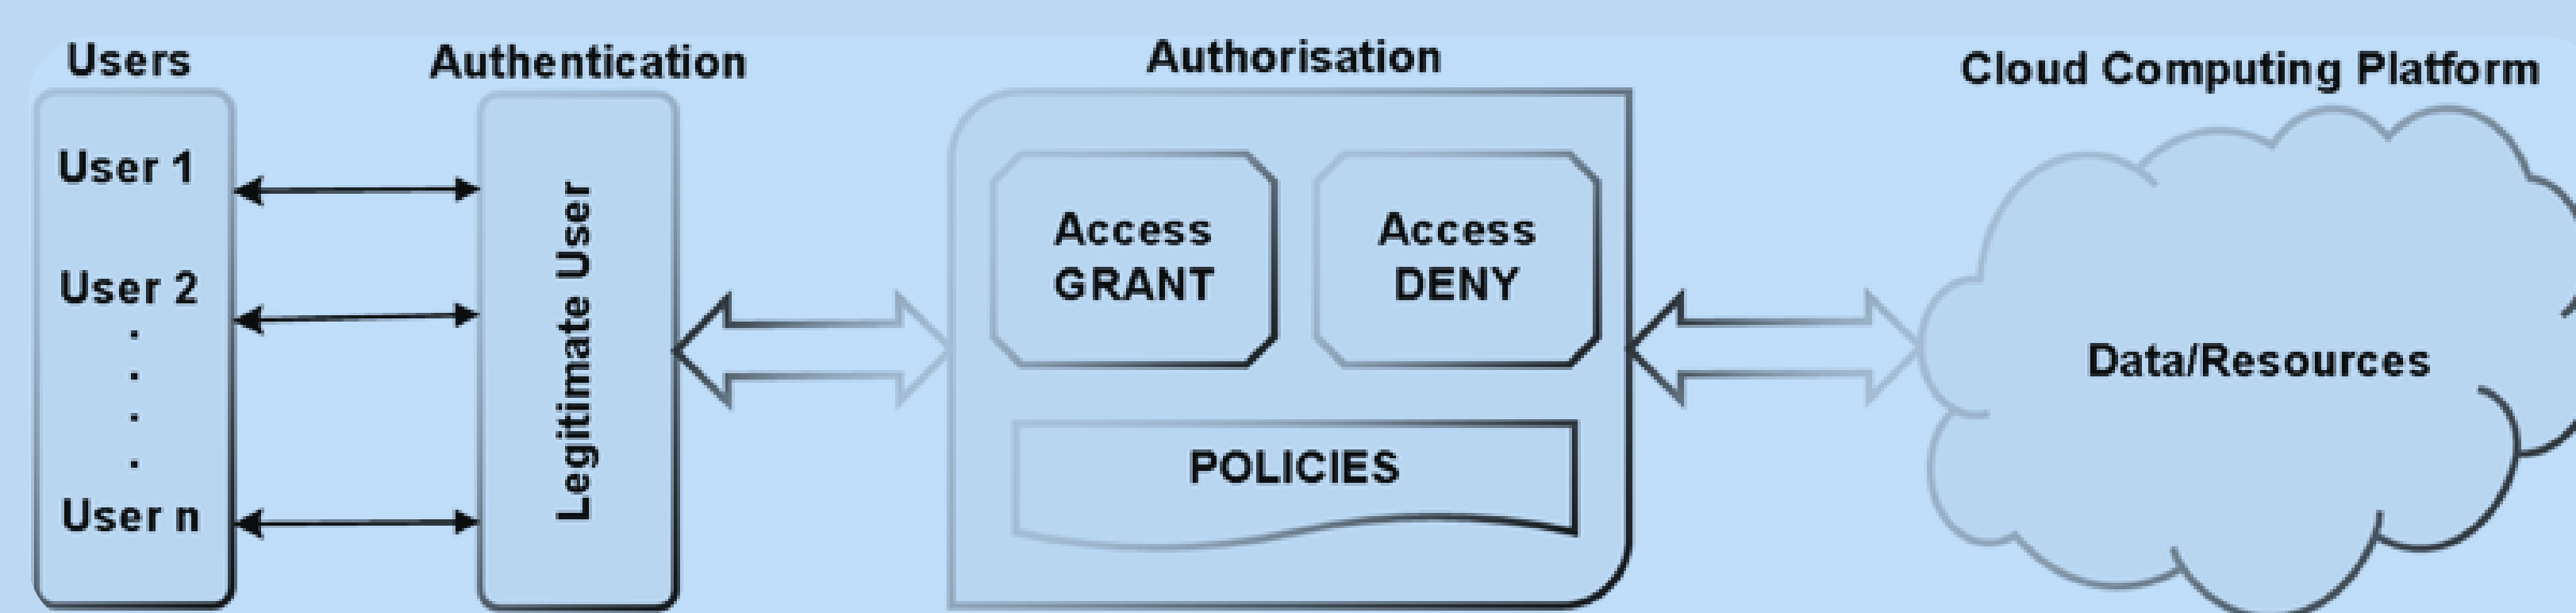 Users
User 1
User 2
.
.
.
.
User n
Authentication
Legitimate User
Authorisation
Access
GRANT
Access
DENY
POLICIES
Cloud Computing Platform
Data/Resources